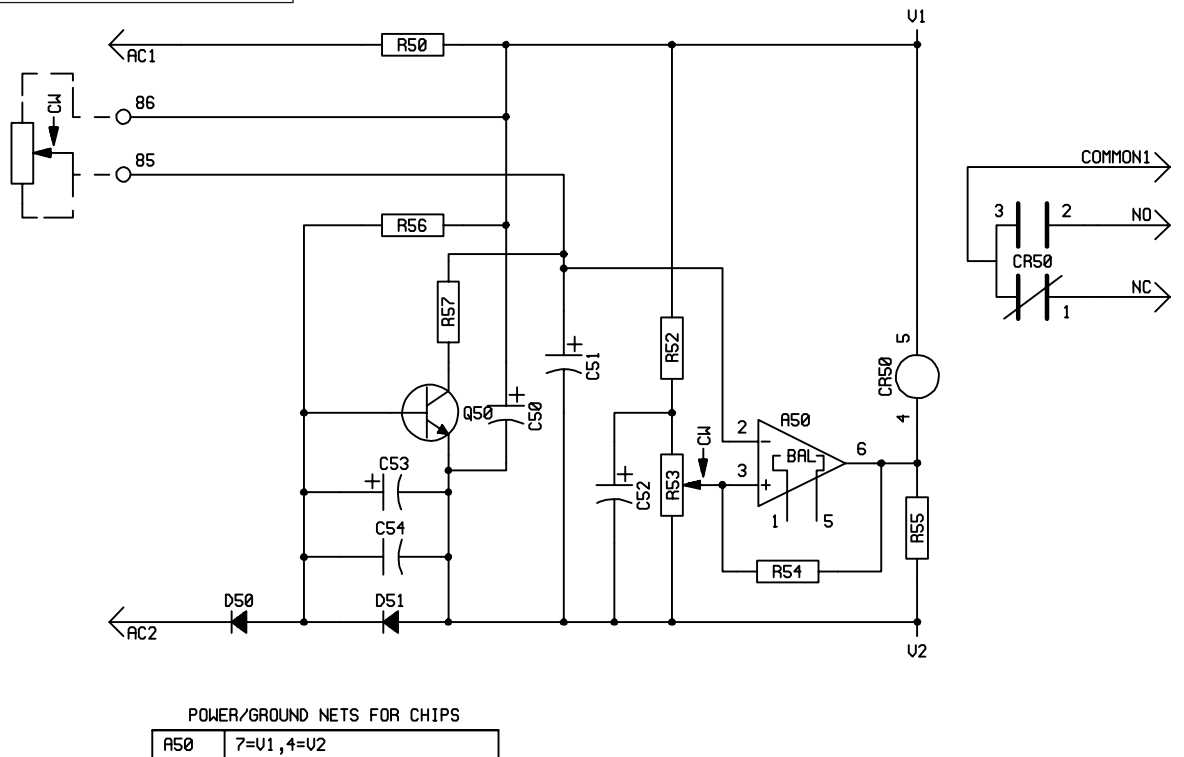 V1
AC1
R50
86
CW
85
COMMON1
R56
3
2
NO
CR50
NC
1
R57
R52
5
CR50
C51
C50
Q50
4
A50
2
BAL
6
CW
3
C53
C52
R53
1
5
R55
C54
R54
D50
D51
AC2
V2
POWER/GROUND NETS FOR CHIPS
A50 7=V1,4=V2